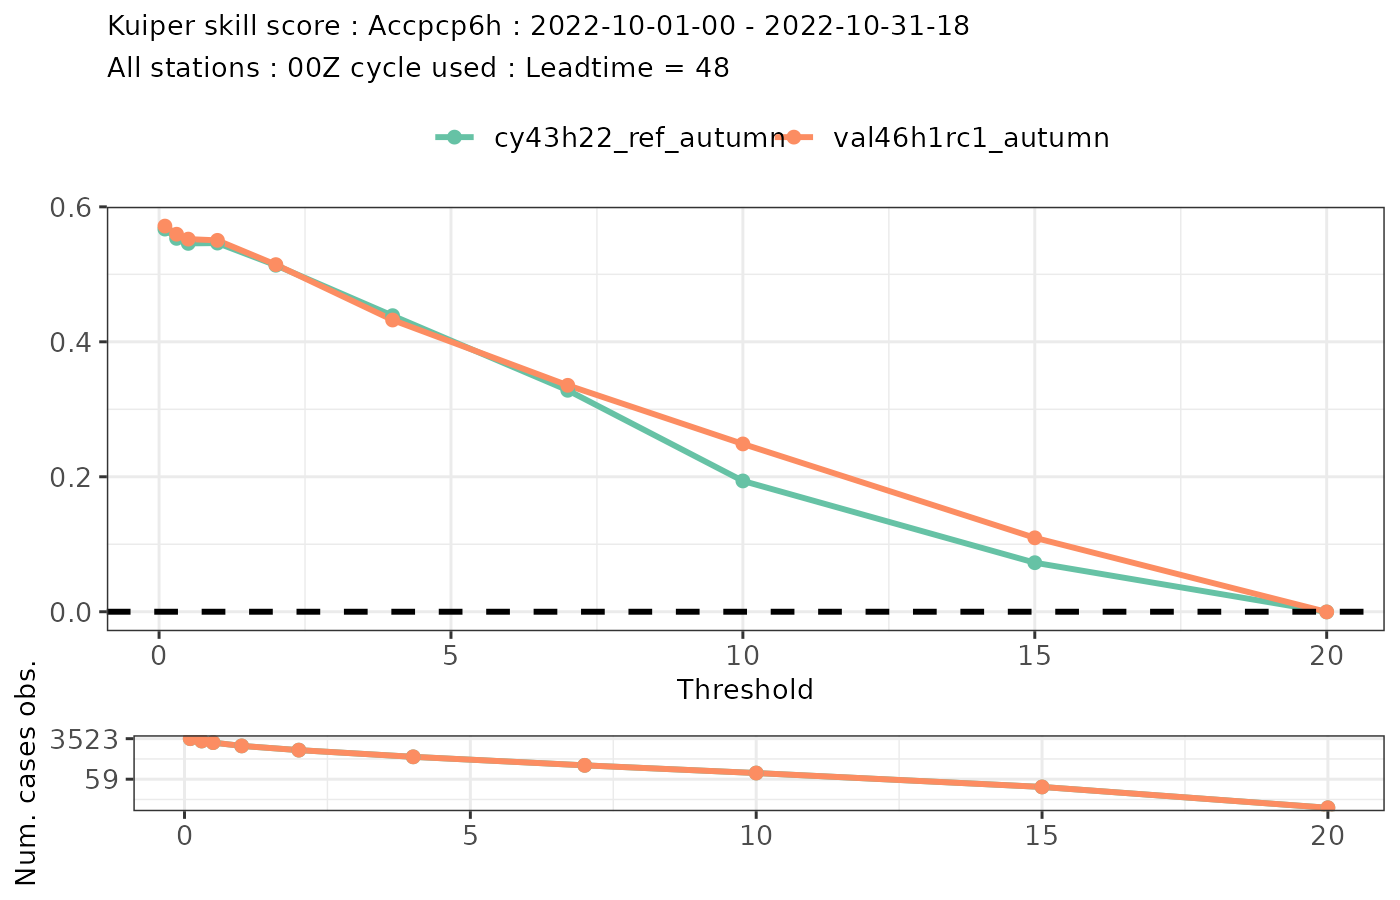 Kuiper skill score : Accpcp6h : 2022-10-01-00 - 2022-10-31-18
All stations : 00Z cycle used : Leadtime = 48
cy43h22_ref_autumn val46h1rc1_autumn
0.6
0.4
0.2
0.0
0 5 10 15 20
Threshold
Num. cases obs.
3523
59
0 5 10 15 20